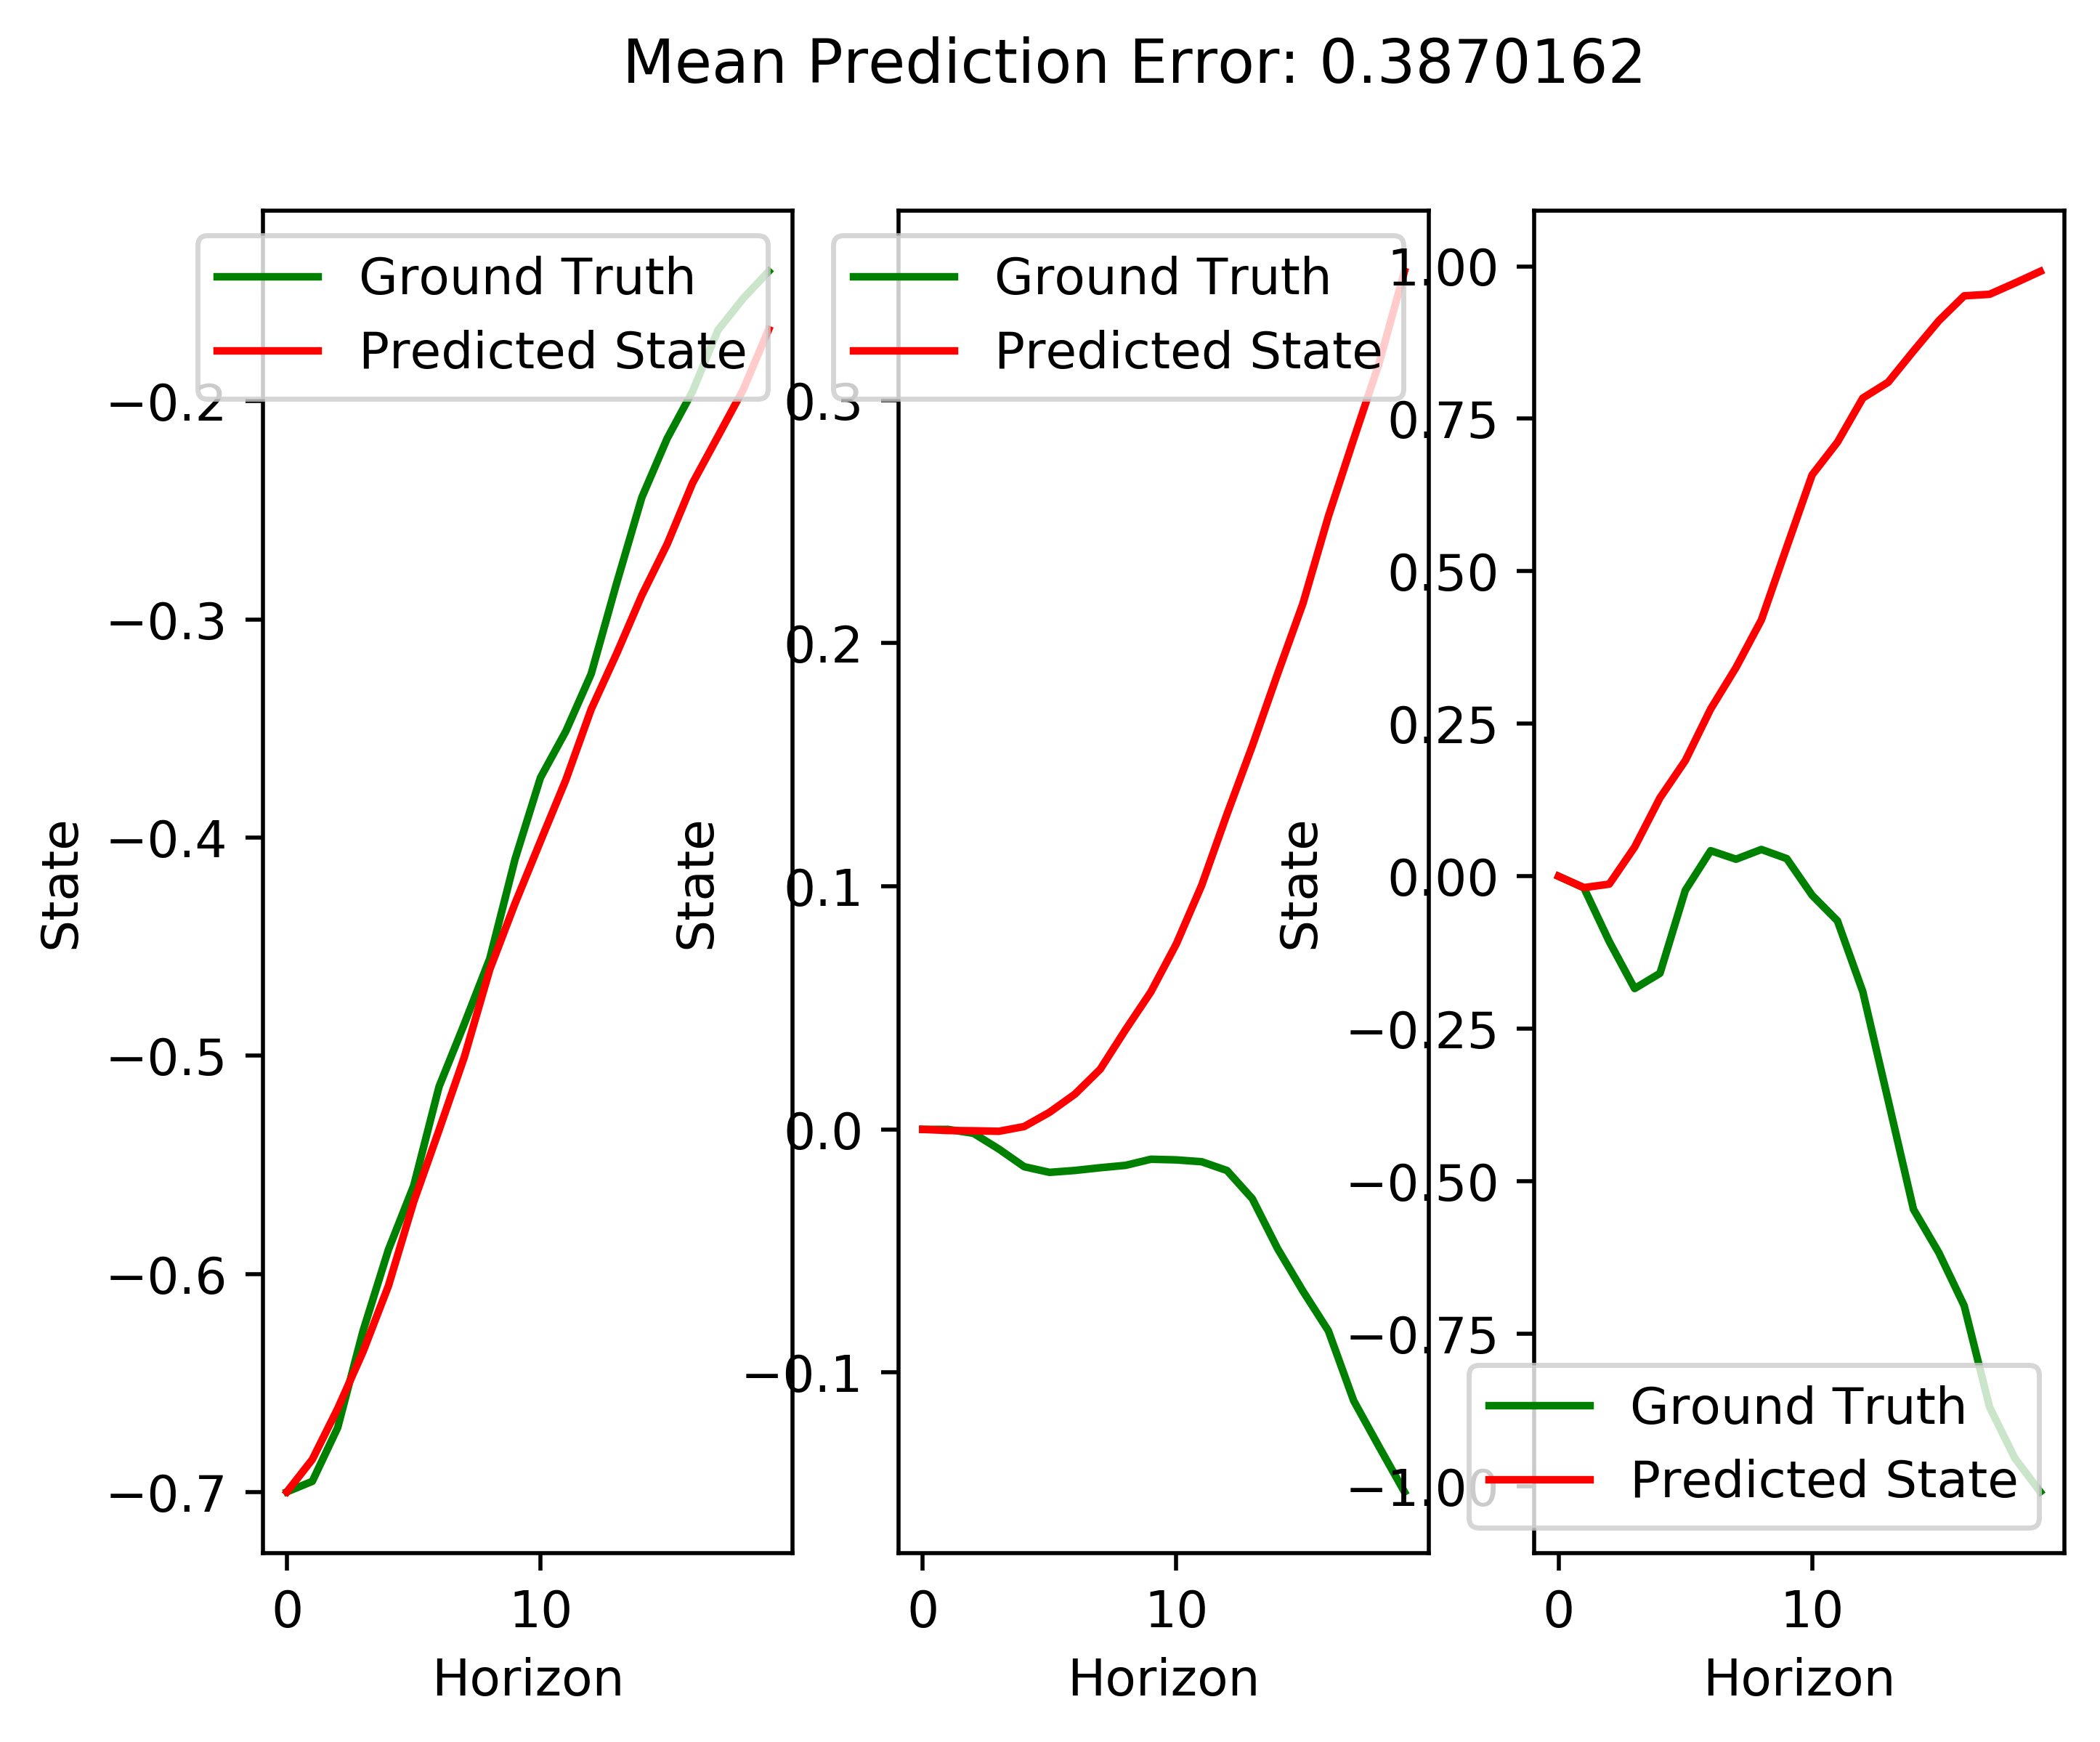 Mean Prediction Error: 0.3870162
Ground Truth
Predicted State
−0.2
−0.3
−0.4
−0.5
−0.6
−0.7
State
0
10
Horizon
Ground Truth
Predicted State
0.3
0.2
0.1
0.0
−0.1
State
0
10
Horizon
1.00
0.75
0.50
0.25
0.00
−0.25
−0.50
−0.75
−1.00
State
Ground Truth
Predicted State
0
10
Horizon